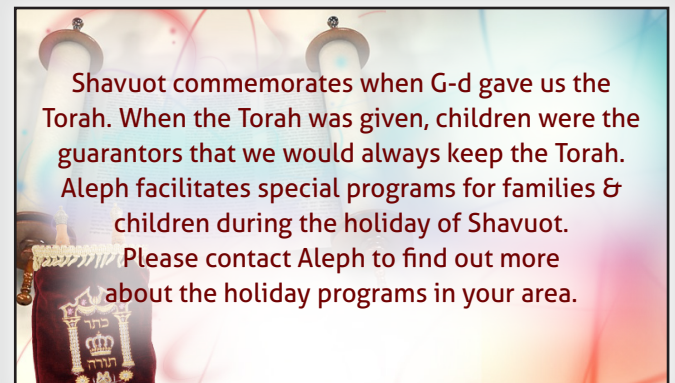 Shavuot commemorates when G-d gave us the
Torah. When the Torah was given, children were the
guarantors that we would always keep the Torah.
Aleph facilitates special programs for families &
children during the holiday of Shavuot.
Please contact Aleph to find out more
about the holiday programs in your area.
כתר
תורה